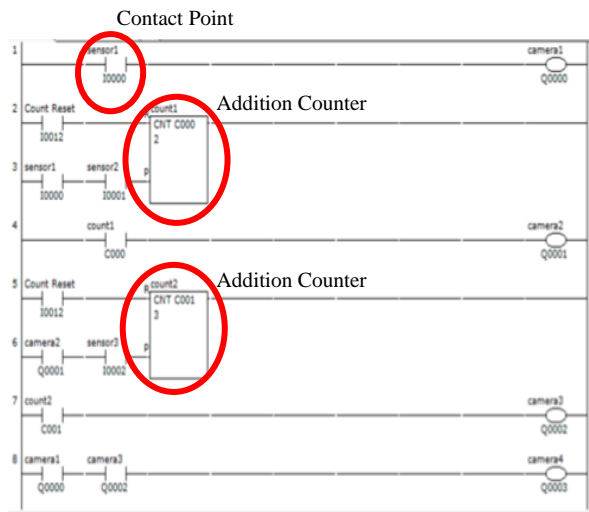 Contact Point
1 sensor1 camera1
I0000 Q0000
2 Count Reset R count1 Addition Counter
I0012 CNT C000
2
3 sensor1 sensor2 P
I0000 I0001
4 count1 camera2
C000 Q0001
5 Count Reset R count2 Addition Counter
I0012 CNT C001
3
6 camera2 sensor3 P
Q0001 I0002
7 count2 camera3
C001 Q0002
8 camera1 camera3 camera4
Q0000 Q0002 Q0003